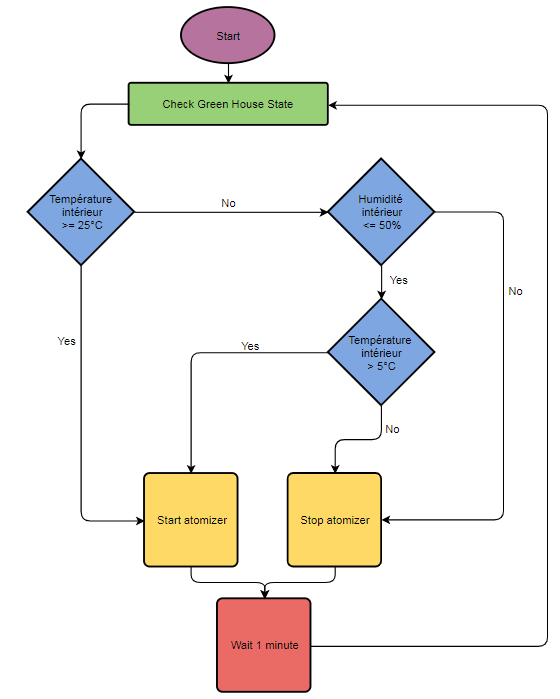 Start
Check Green House State
Température
intérieur
>= 25°C
No
Humidité
intérieur
<= 50%
Yes
No
Température
intérieur
> 5°C
Yes
Yes
No
Start atomizer
Stop atomizer
Wait 1 minute